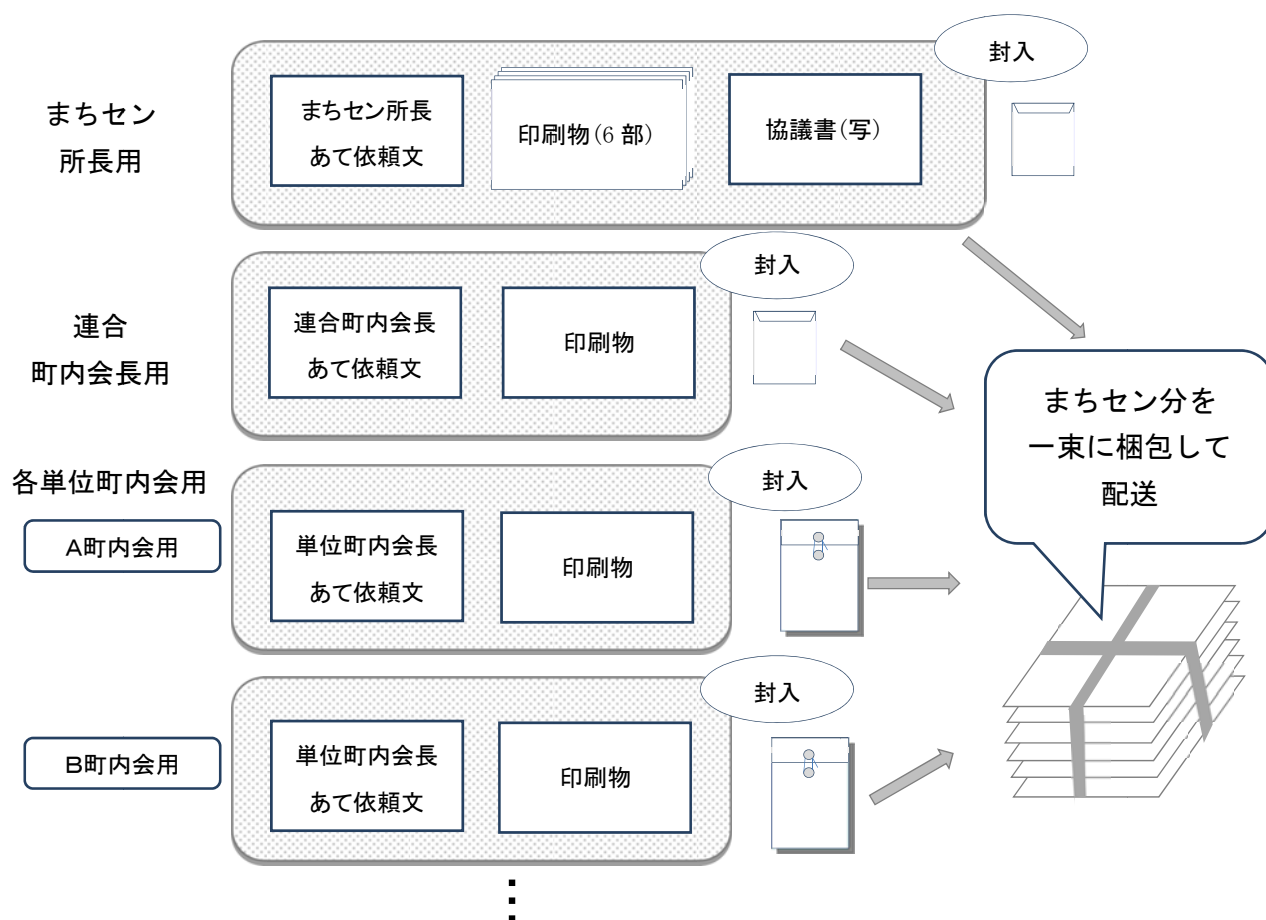 まちセン
所長用
まちセン所長
あて依頼文
印刷物(6 部)
協議書(写)
封入
連合
町内会長用
連合町内会長
あて依頼文
印刷物
封入
各単位町内会用
A町内会用
単位町内会長
あて依頼文
印刷物
封入
B町内会用
単位町内会長
あて依頼文
印刷物
封入
まちセン分を
一束に梱包して
配送